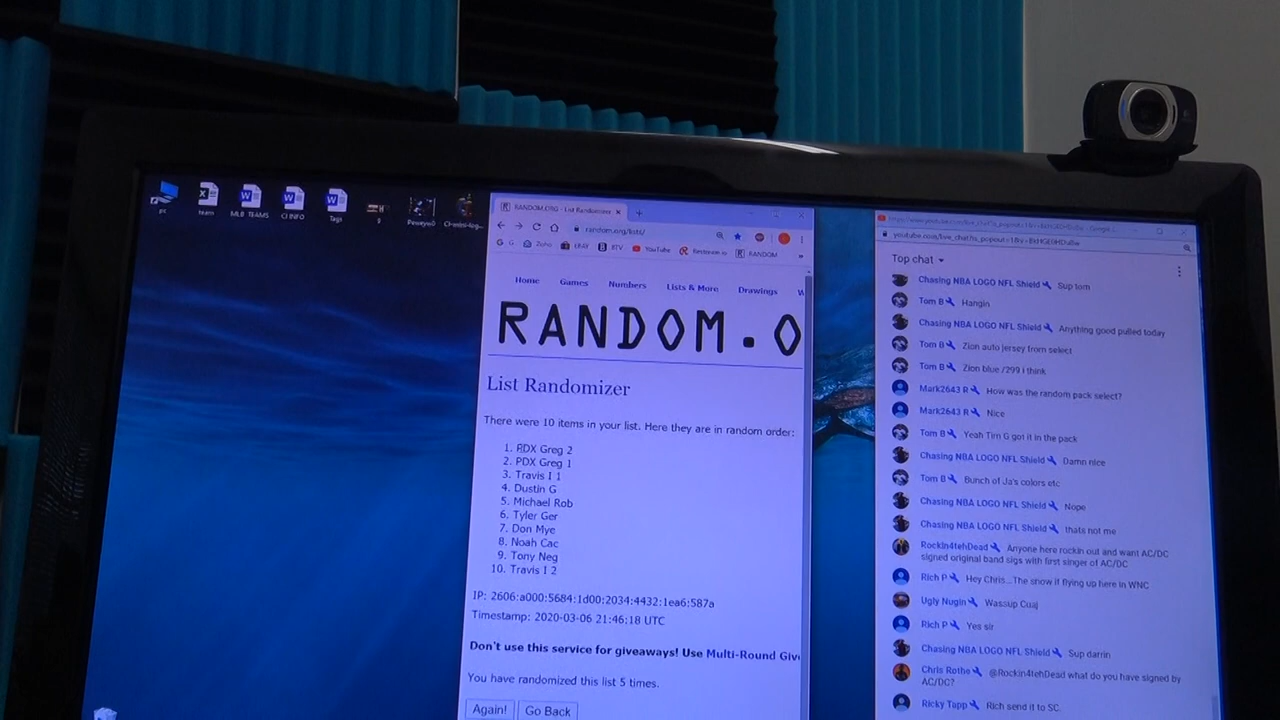 pc
team
MLB TEAMS
CI INFO
Tags
RANDOM.ORG - List Randomizer
random.org/lists/
G
Zoho
EBAY
BTV
YouTube
RANDOM
Home Games Numbers Lists & More Drawings W
RANDOM.O
List Randomizer
There were 10 items in your list. Here they are in random order:
1. PDX Greg 2
2. PDX Greg 1
3. Travis I 1
4. Dustin G
5. Michael Rob
6. Tyler Ger
7. Don Mye
8. Noah Cac
9. Tony Neg
10. Travis I 2
IP: 2606:a000:5684:1d00:2034:4432:1ea6:587a
Timestamp: 2020-03-06 21:46:18 UTC
Don't use this service for giveaways! Use Multi-Round Giv
You have randomized this list 5 times.
Again! Go Back
Top chat
Chasing NBA LOGO NFL Shield Sup tom
Tom B Hangin
Chasing NBA LOGO NFL Shield Anything good pulled today
Tom B Zion auto jersey from select
Tom B Zion blue /299 i think
Mark2643 R How was the random pack select?
Mark2643 R Nice
Tom B Yeah Tim G got it in the pack
Chasing NBA LOGO NFL Shield Damn nice
Tom B Bunch of Ja's colors etc
Chasing NBA LOGO NFL Shield Nope
Chasing NBA LOGO NFL Shield thats not me
Rockin4tehDead Anyone here rockin out and want AC/DC
signed original band sigs with first singer of AC/DC
Rich P Hey Chris...The snow if flying up here in WNC
Ugly Nugin Wassup Cuaj
Rich P Yes sir
Chasing NBA LOGO NFL Shield Sup darrin
Chris Rothe @Rockin4tehDead what do you have signed by
AC/DC?
Ricky Tapp Rich send it to SC.